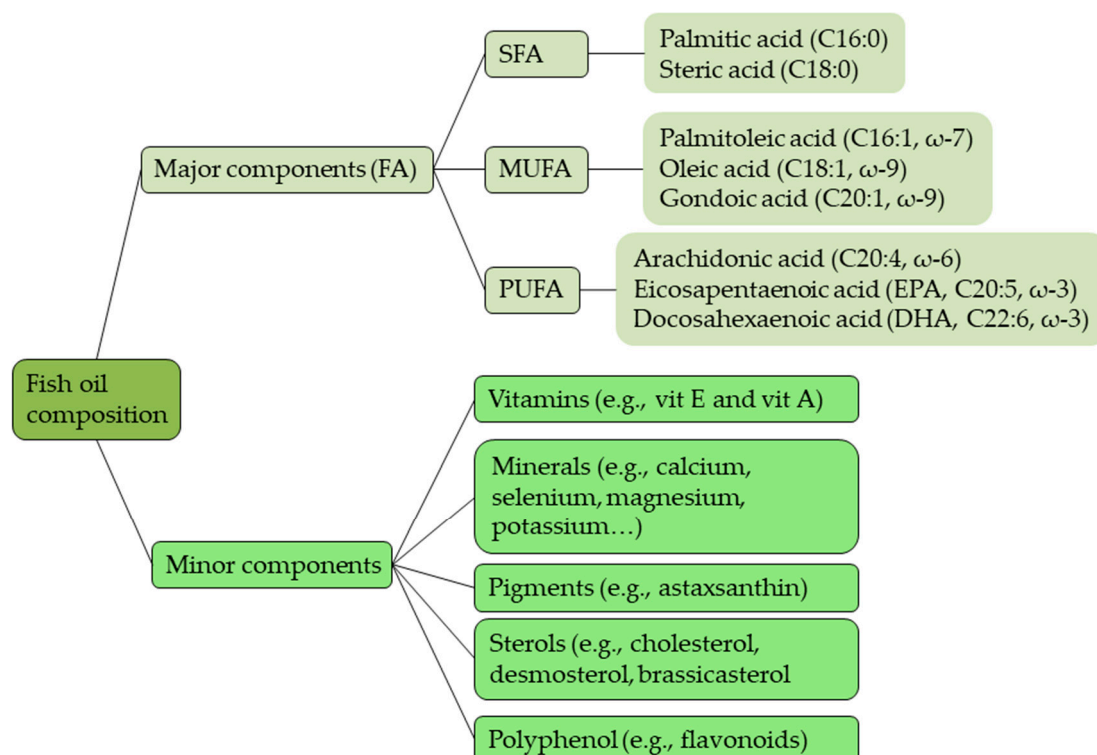 SFA
Palmitic acid (C16:0)
Steric acid (C18:0)
Major components (FA)
MUFA
Palmitoleic acid (C16:1, ω-7)
Oleic acid (C18:1, ω-9)
Gondoic acid (C20:1, ω-9)
PUFA
Arachidonic acid (C20:4, ω-6)
Eicosapentaenoic acid (EPA, C20:5, ω-3)
Docosahexaenoic acid (DHA, C22:6, ω-3)
Fish oil
composition
Minor components
Vitamins (e.g., vit E and vit A)
Minerals (e.g., calcium,
selenium, magnesium,
potassium…)
Pigments (e.g., astaxsanthin)
Sterols (e.g., cholesterol,
desmosterol, brassicasterol
Polyphenol (e.g., flavonoids)